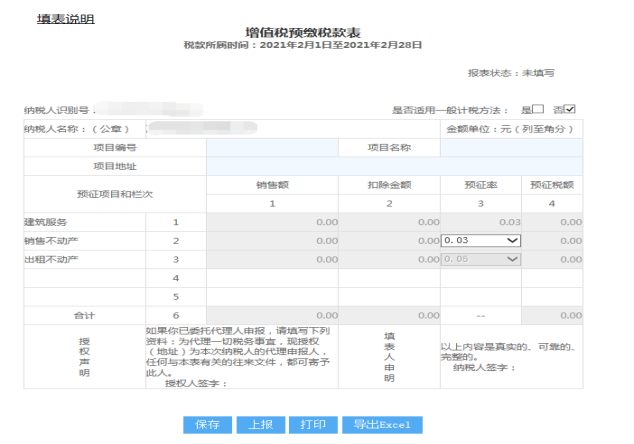 填表说明
增值税预缴税款表
税款所属时间：2021年2月1日至2021年2月28日
报表状态：未填写
纳税人识别号：
是否适用一般计税方法： 是 否
纳税人名称：（公章）
金额单位：元（列至角分）
项目编号 项目名称
项目地址
预征项目和栏次 销售额 扣除金额 预征率 预征税额
1 2 3 4
建筑服务 1 0.00 0.00 0.03 0.00
销售不动产 2 0.00 0.00 0.03 0.00
出租不动产 3 0.00 0.00 0.05 0.00
4
5
合计 6 0.00 0.00 -- 0.00
授权声明
如果你已委托代理人申报，请填写下列
资料：为代理一切税务事宜，现授权
（地址）为本次纳税人的代理申报人，
任何与本表有关的往来文件，都可寄予
此人。
授权人签字：
填表人申明
以上内容是真实的、可靠的、
完整的。
纳税人签字：
保存 上报 打印 导出Excel